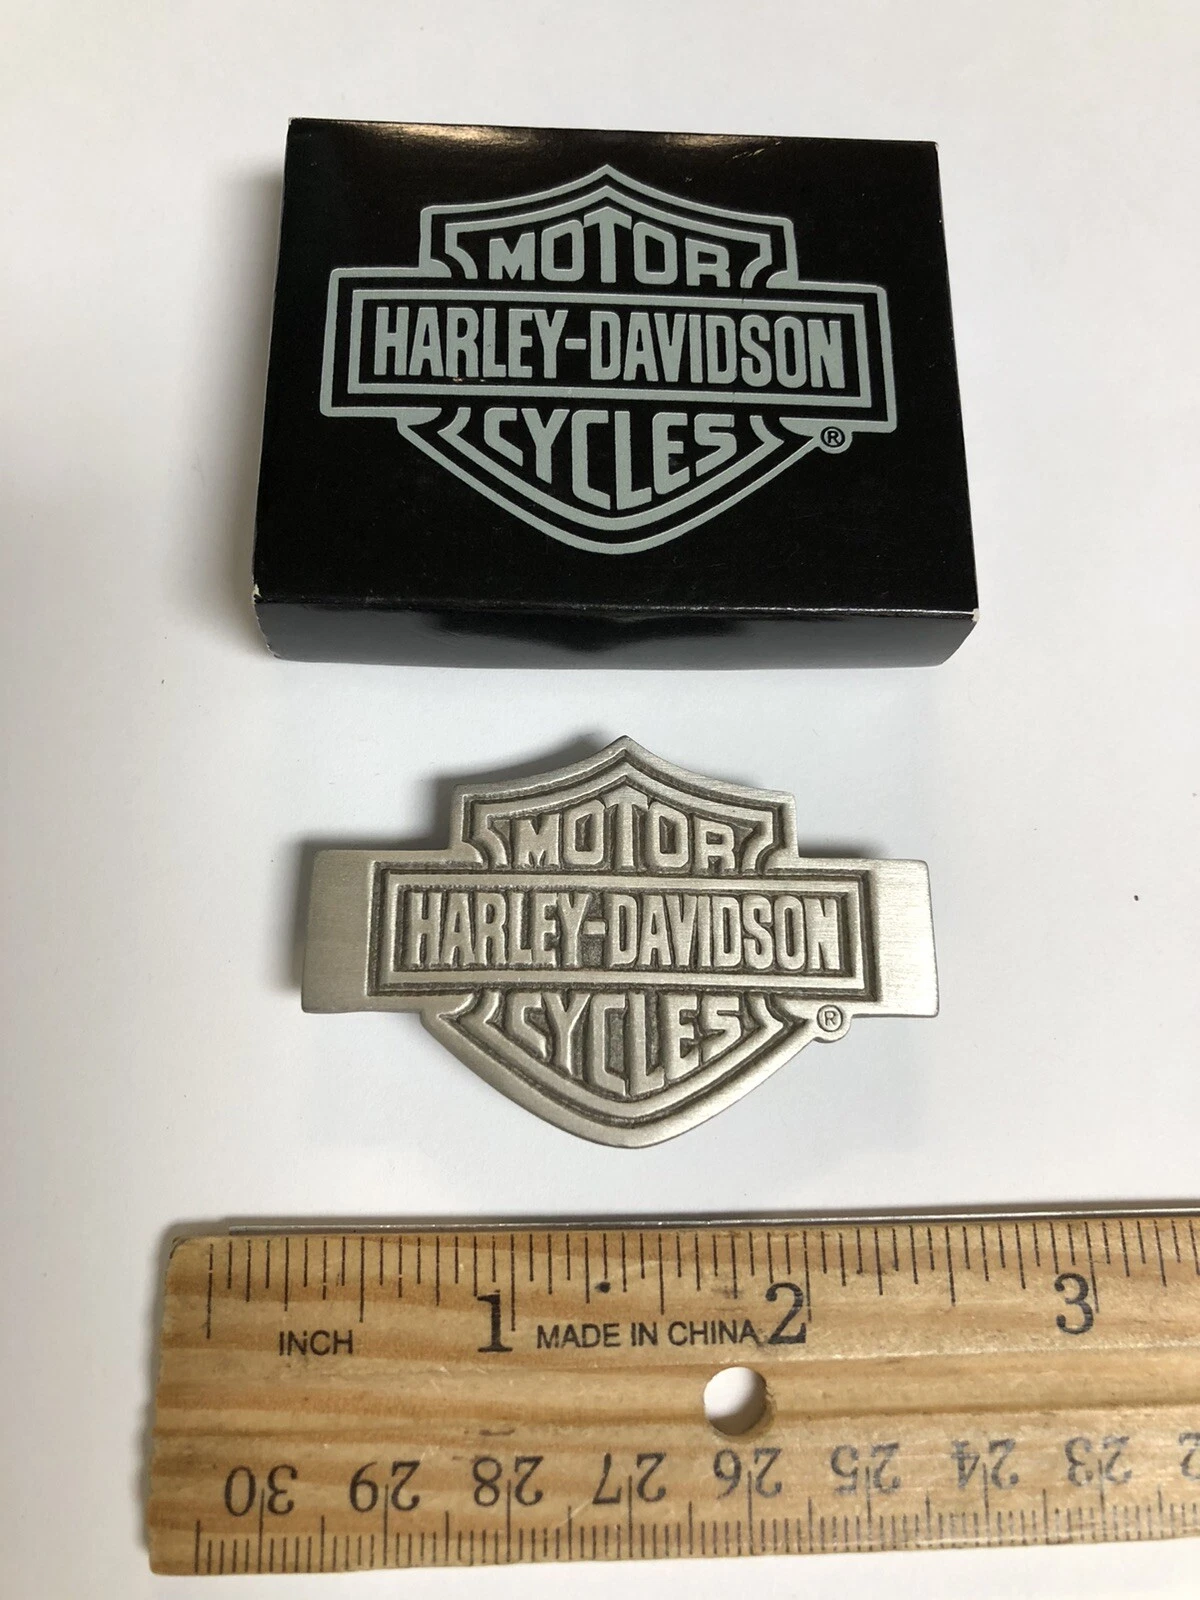 MOTOR
HARLEY-DAVIDSON
CYCLES
®
MOTOR
HARLEY-DAVIDSON
CYCLES
®
1 2 3
INCH MADE IN CHINA
30 29 28 27 26 25 24 23